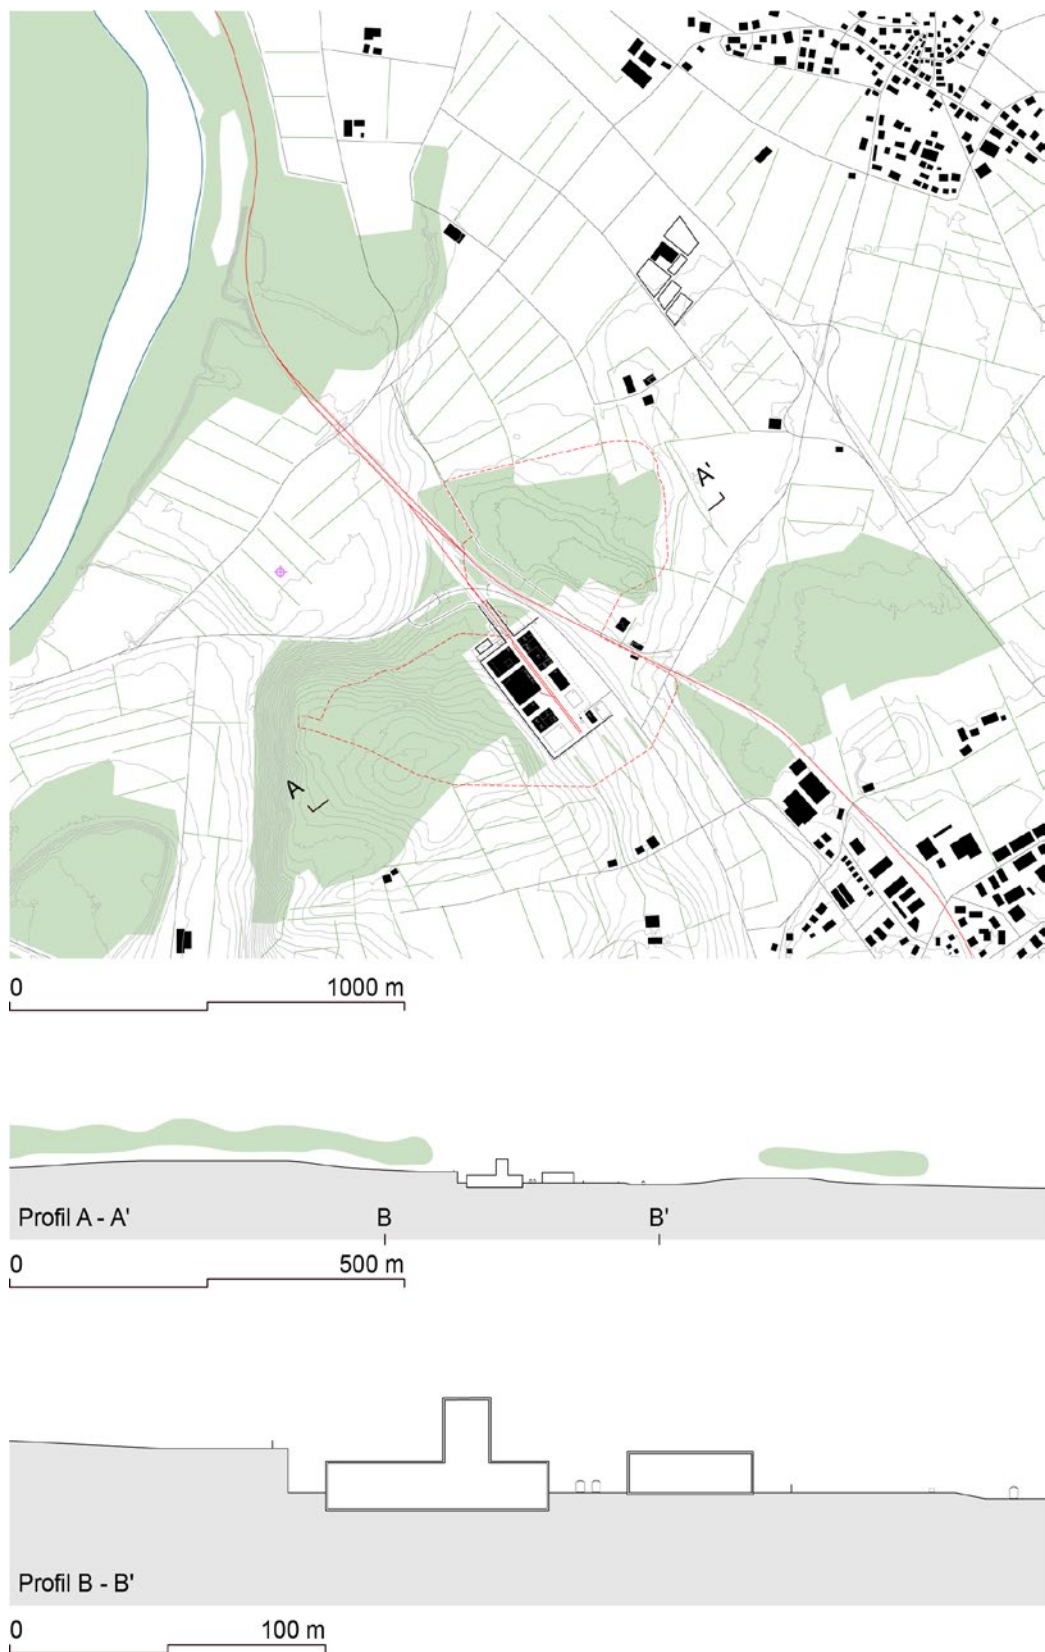 A'
A
0 1000 m
Profil A - A' B B'
0 500 m
Profil B - B'
0 100 m